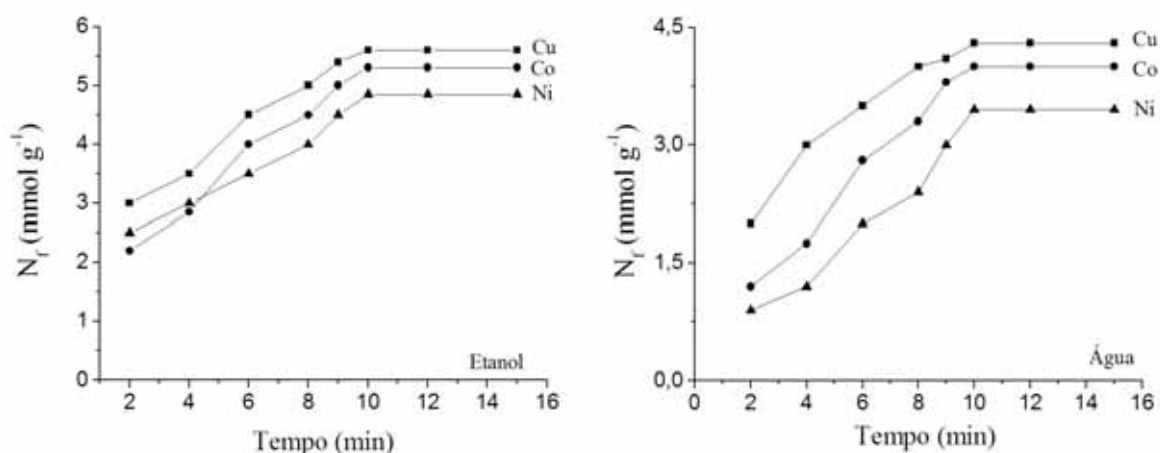 6
5
4
3
2
1
0
N_f (mmol g⁻¹)
Cu
Co
Ni
Etanol
2 4 6 8 10 12 14 16
Tempo (min)
4,5
3,0
1,5
0,0
N_f (mmol g⁻¹)
Cu
Co
Ni
Água
0 2 4 6 8 10 12 14 16
Tempo (min)